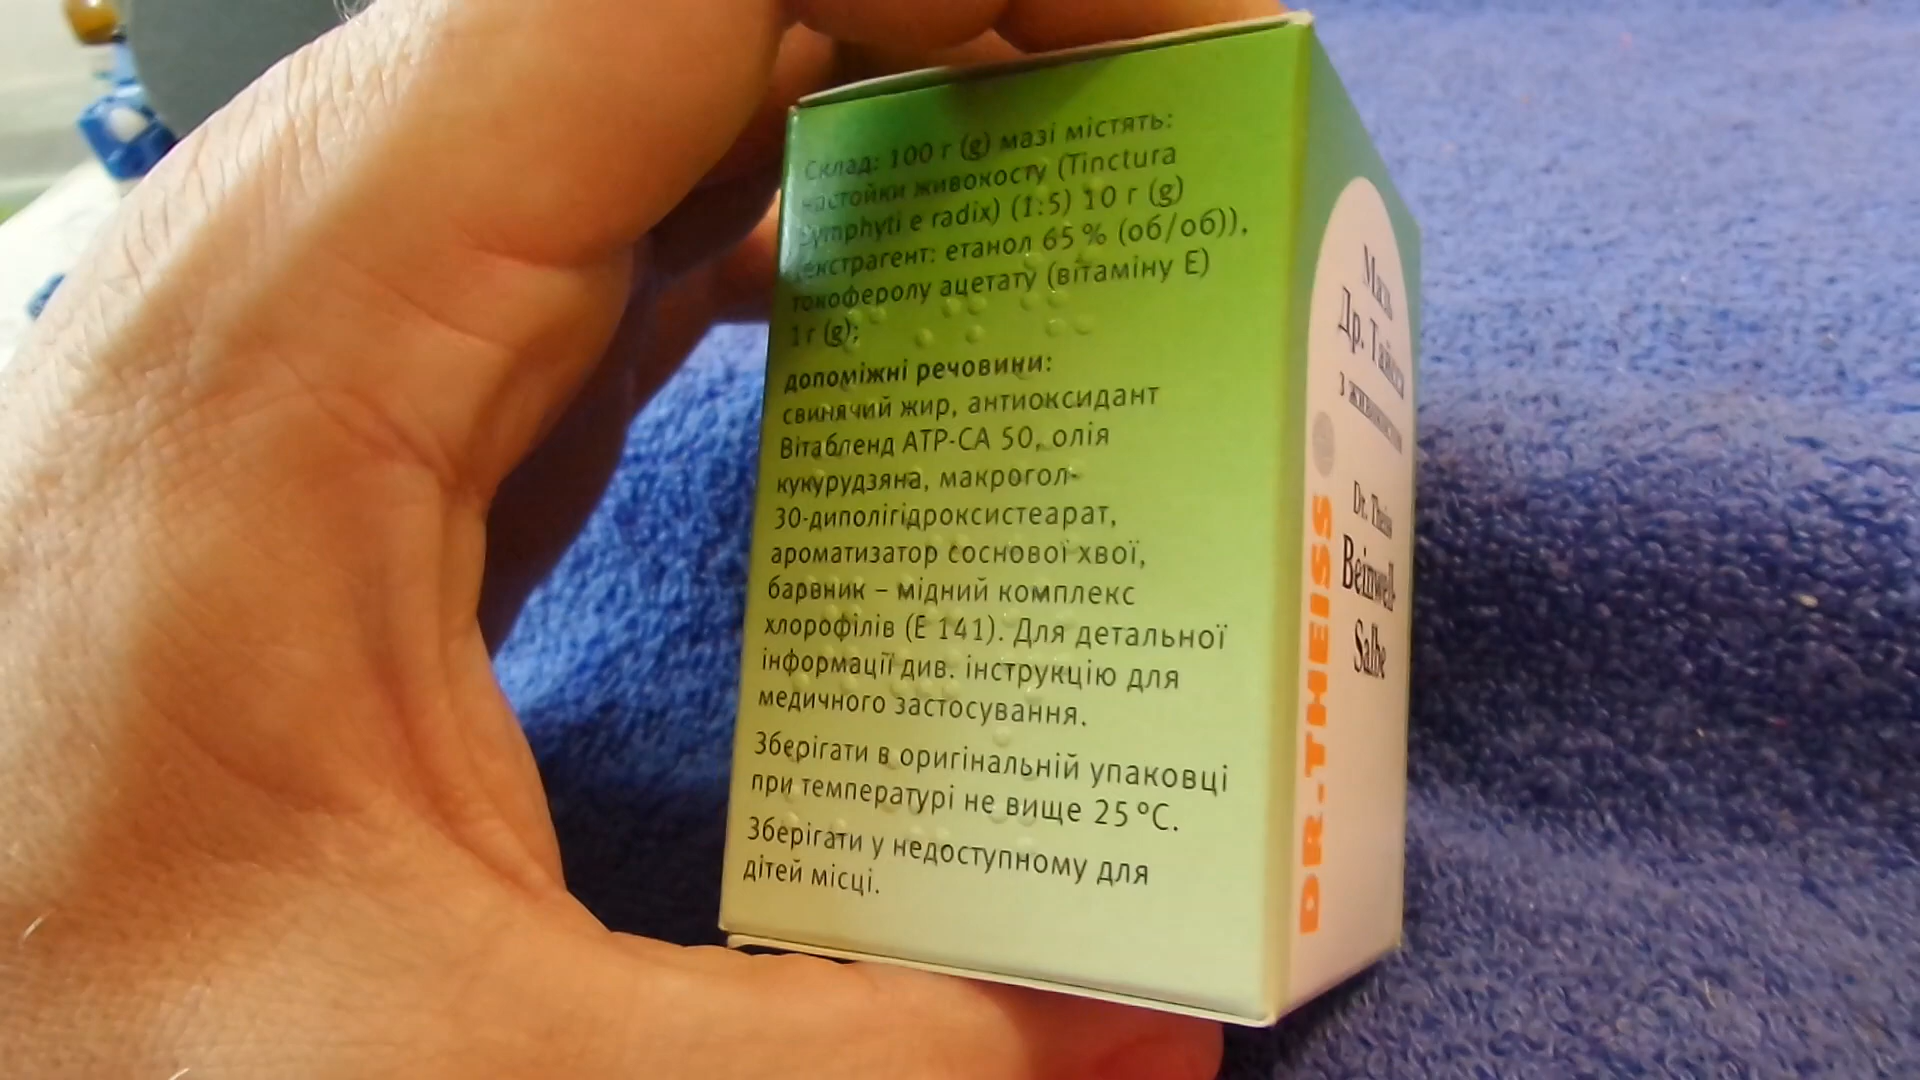 Склад: 100 г (g) мазі містять:
настойки живокосту (Tinctura
Symphyti e radix) (1:5) 10 г (g)
(екстрагент: етанол 65 % (об/об)),
токоферолу ацетату (вітаміну Е)
1 г (g);
допоміжні речовини:
свинячий жир, антиоксидант
Вітабленд АТР-СА 50, олія
кукурудзяна, макрогол-
30-диполігідроксистеарат,
ароматизатор соснової хвої,
барвник – мідний комплекс
хлорофілів (Е 141). Для детальної
інформації див. інструкцію для
медичного застосування.
Зберігати в оригінальній упаковці
при температурі не вище 25 °C.
Зберігати у недоступному для
дітей місці.
Мазь
Др. Тайсса
з живокостом
Dr. Theiss
Beinwell-
Salbe
DR.THEISS